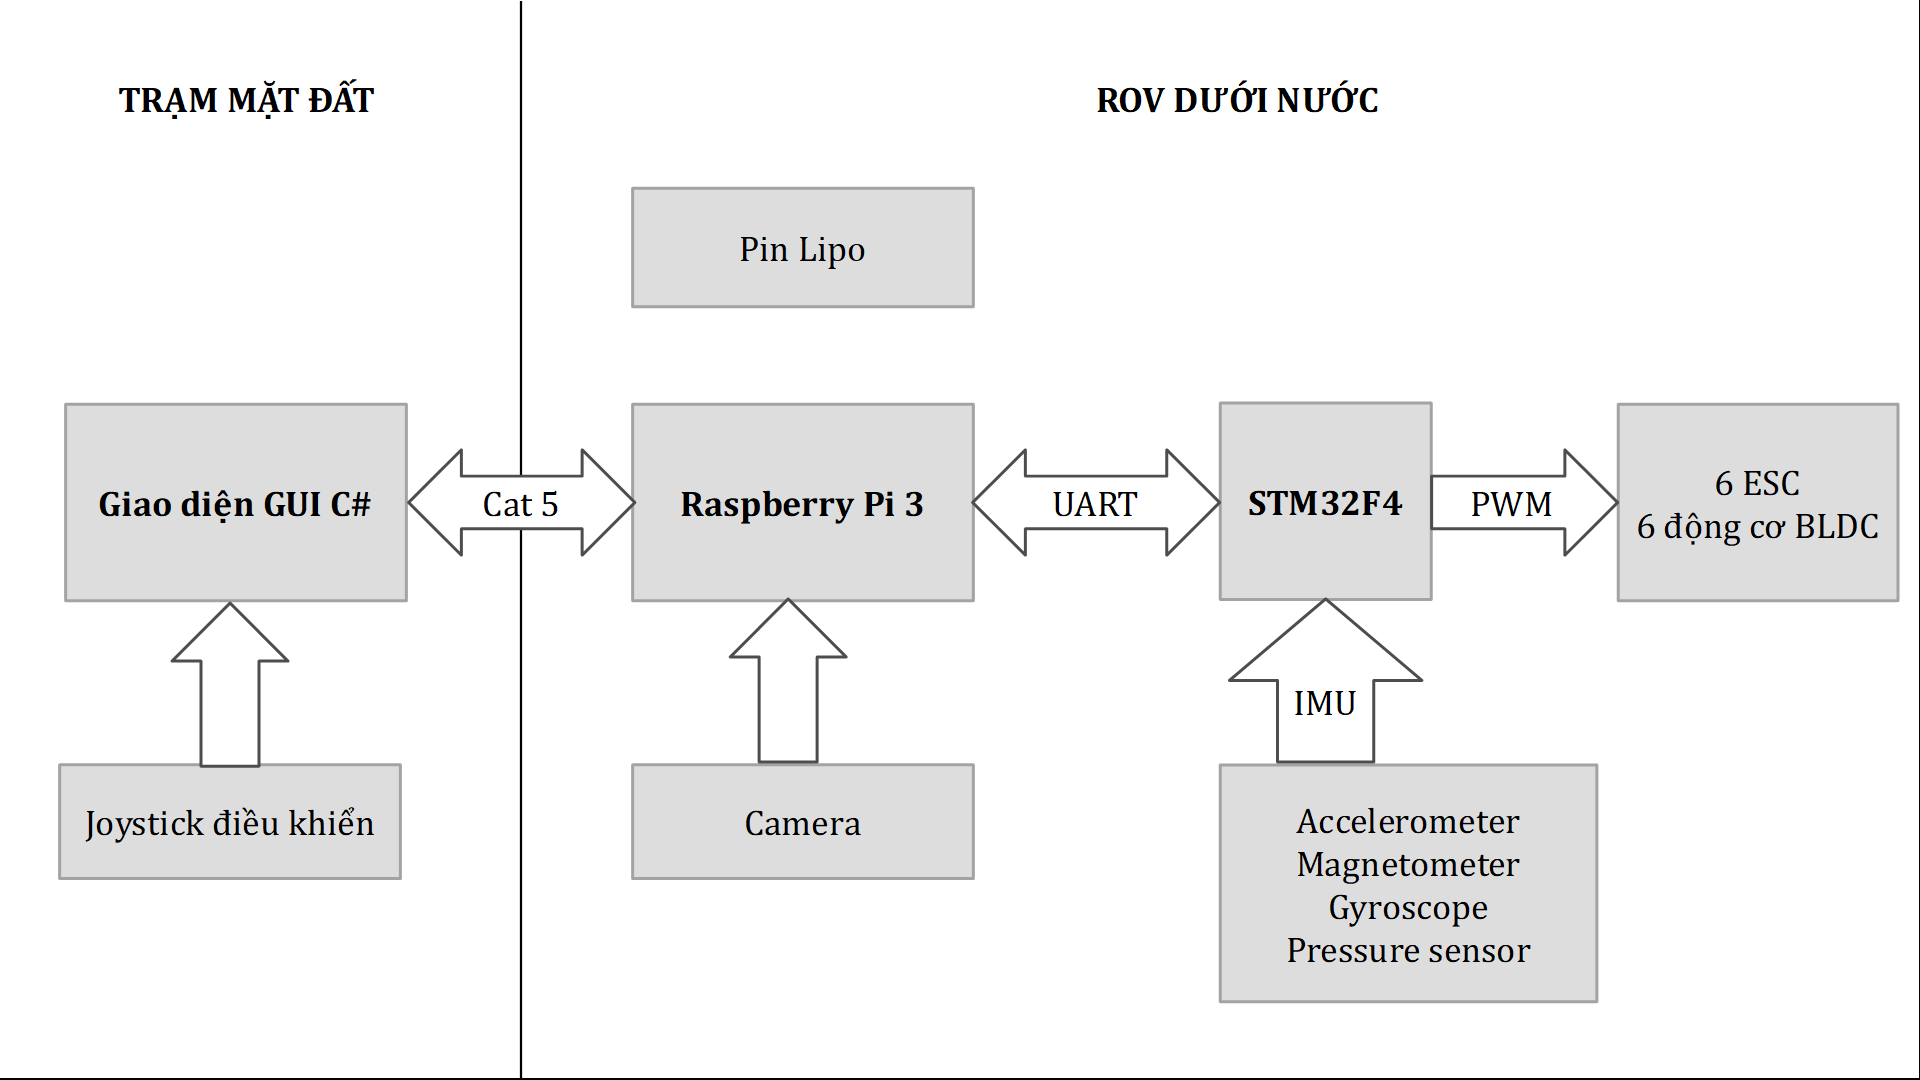 TRẠM MẶT ĐẤT
ROV DƯỚI NƯỚC
Pin Lipo
Giao diện GUI C#
Cat 5
Raspberry Pi 3
UART
STM32F4
PWM
6 ESC
6 động cơ BLDC
IMU
Joystick điều khiển
Camera
Accelerometer
Magnetometer
Gyroscope
Pressure sensor